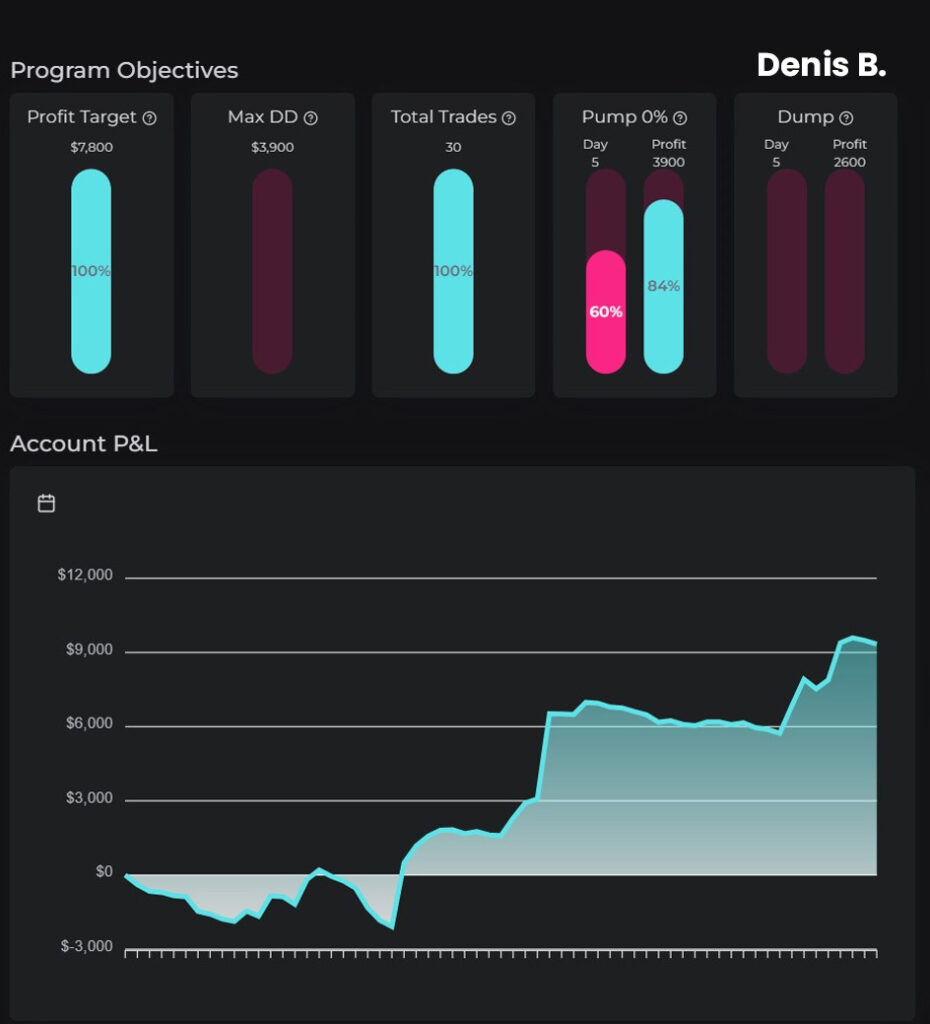 Denis B.
Program Objectives
Profit Target
$7,800
100%
Max DD
$3,900
Total Trades
30
100%
Pump 0%
Day Profit
5 3900
60% 84%
Dump
Day Profit
5 2600
Account P&L
$12,000
$9,000
$6,000
$3,000
$0
$-3,000